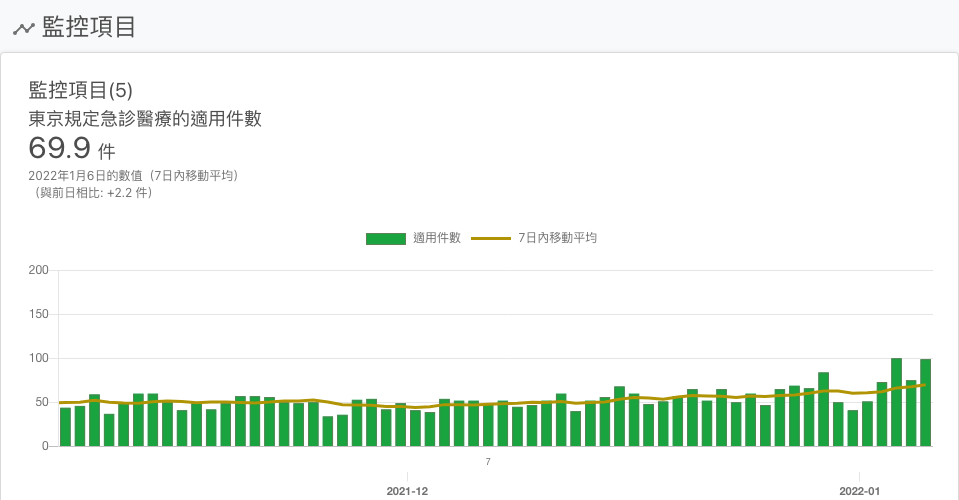 監控項目
監控項目(5)
東京規定急診醫療的適用件數
69.9 件
2022年1月6日的數值（7日內移動平均）
（與前日相比: +2.2 件）
適用件數 7日內移動平均
200
150
100
50
0
7
2021-12 2022-01